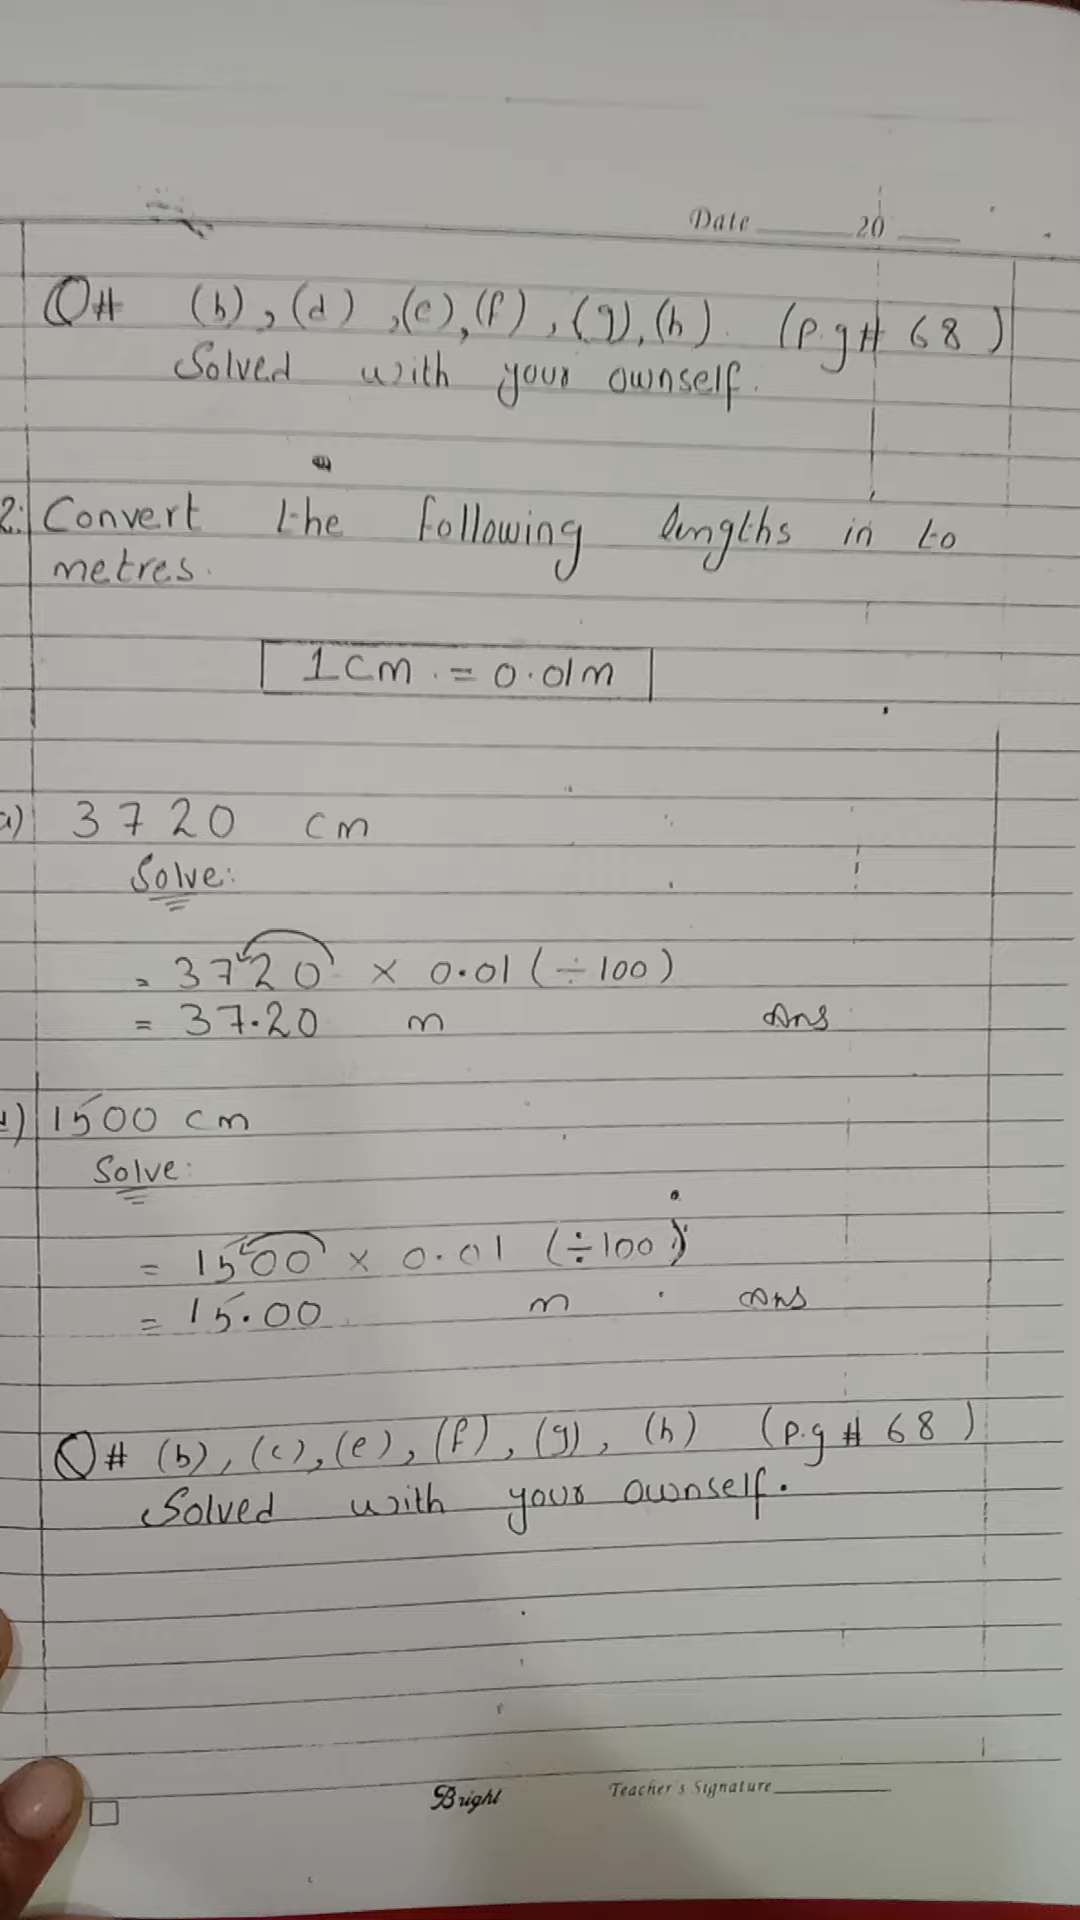 Date 20
Q# (b), (d), (e), (f), (g), (h). (p.g# 68)
Solved with your ownself.
2. Convert the following lengths in to
metres.
1 cm = 0.01m
a) 3720 cm
Solve:
= 3720 × 0.01 (÷100)
= 37.20 m Ans
1500 cm
Solve:
= 1500 × 0.01 (÷100)
= 15.00 m Ans
Q# (b), (c), (e), (f), (g), (h) (p.g # 68)
Solved with your ownself.
Bright Teacher's Signature